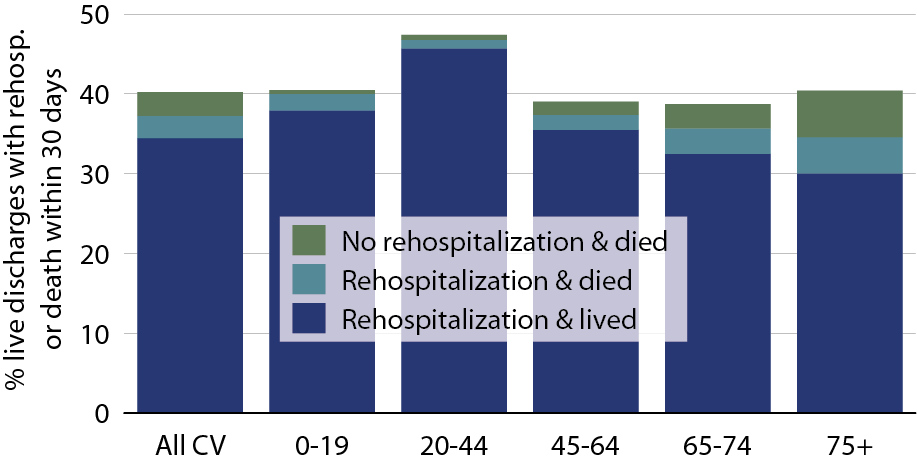 % live discharges with rehosp.
or death within 30 days
50
40
30
20
10
0
No rehospitalization & died
Rehospitalization & died
Rehospitalization & lived
All CV
0-19
20-44
45-64
65-74
75+